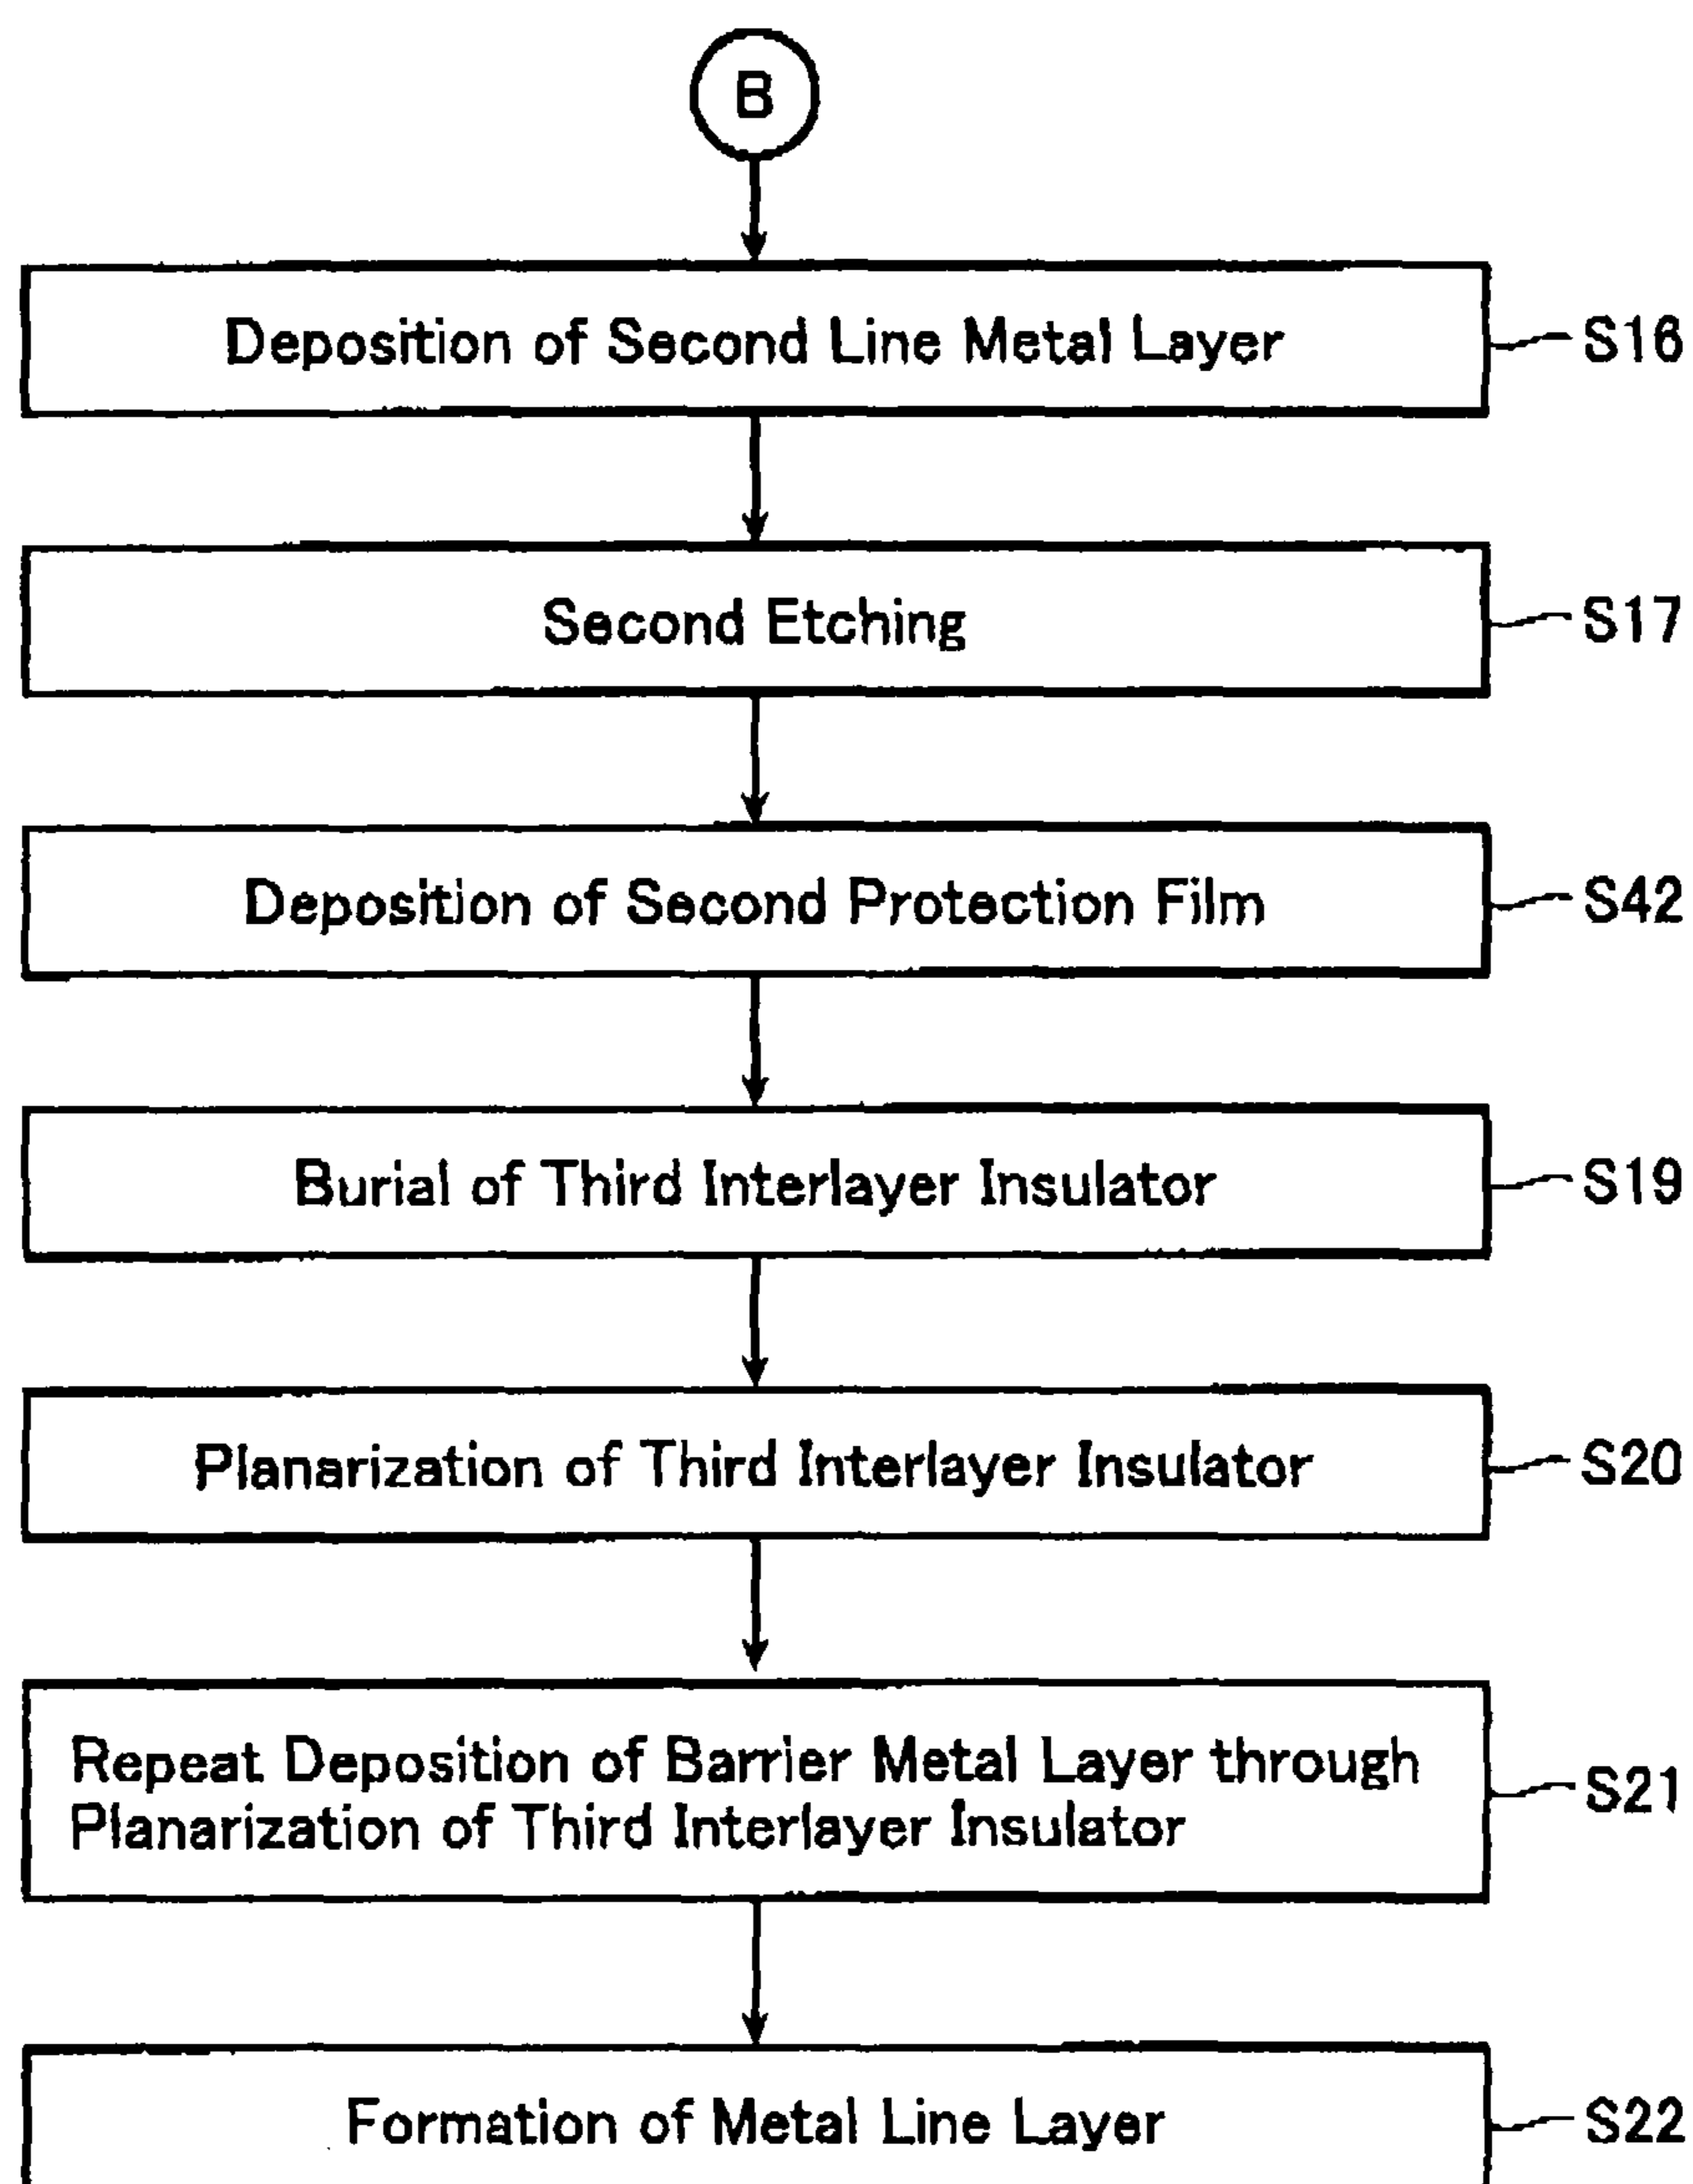 B
Deposition of Second Line Metal Layer
S16
Second Etching
S17
Deposition of Second Protection Film
S42
Burial of Third Interlayer Insulator
S19
Planarization of Third Interlayer Insulator
S20
Repeat Deposition of Barrier Metal Layer through
Planarization of Third Interlayer Insulator
S21
Formation of Metal Line Layer
S22